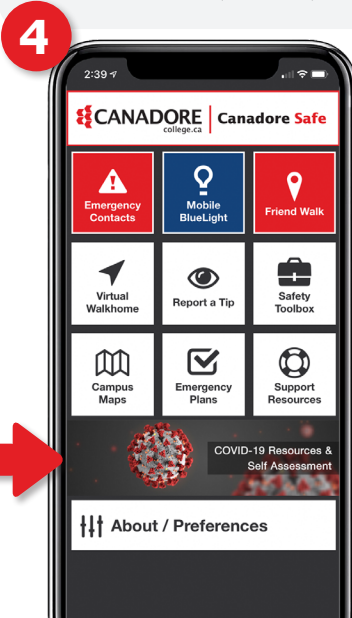 4
2:39
CANADORE
college.ca
Canadore Safe
Emergency
Contacts
Mobile
BlueLight
Friend Walk
Virtual
Walkhome
Report a Tip
Safety
Toolbox
Campus
Maps
Emergency
Plans
Support
Resources
COVID-19 Resources &
Self Assessment
About / Preferences